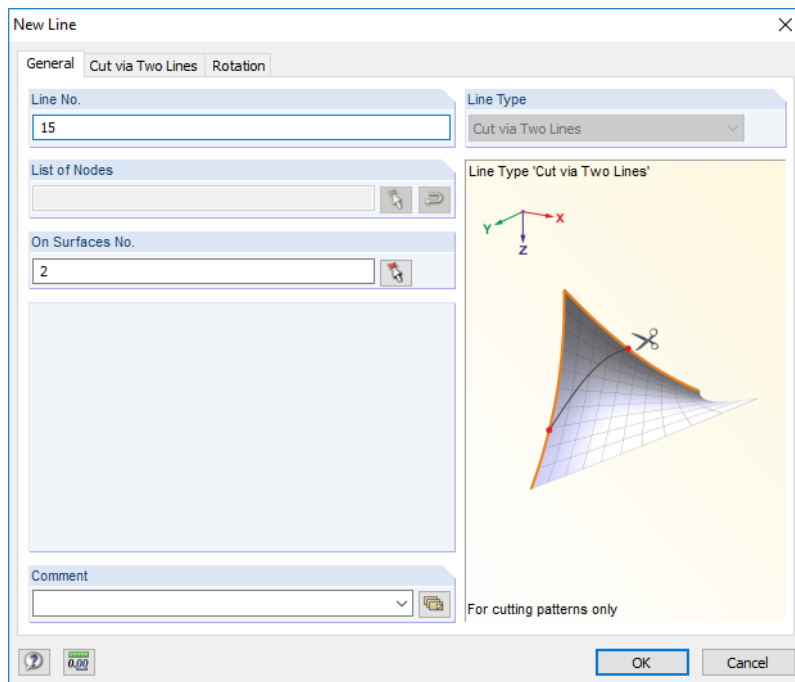 New Line
General
Cut via Two Lines
Rotation
Line No.
15
Line Type
Cut via Two Lines
List of Nodes
Line Type 'Cut via Two Lines'
X
Y
Z
On Surfaces No.
2
Comment
For cutting patterns only
0.00
OK
Cancel